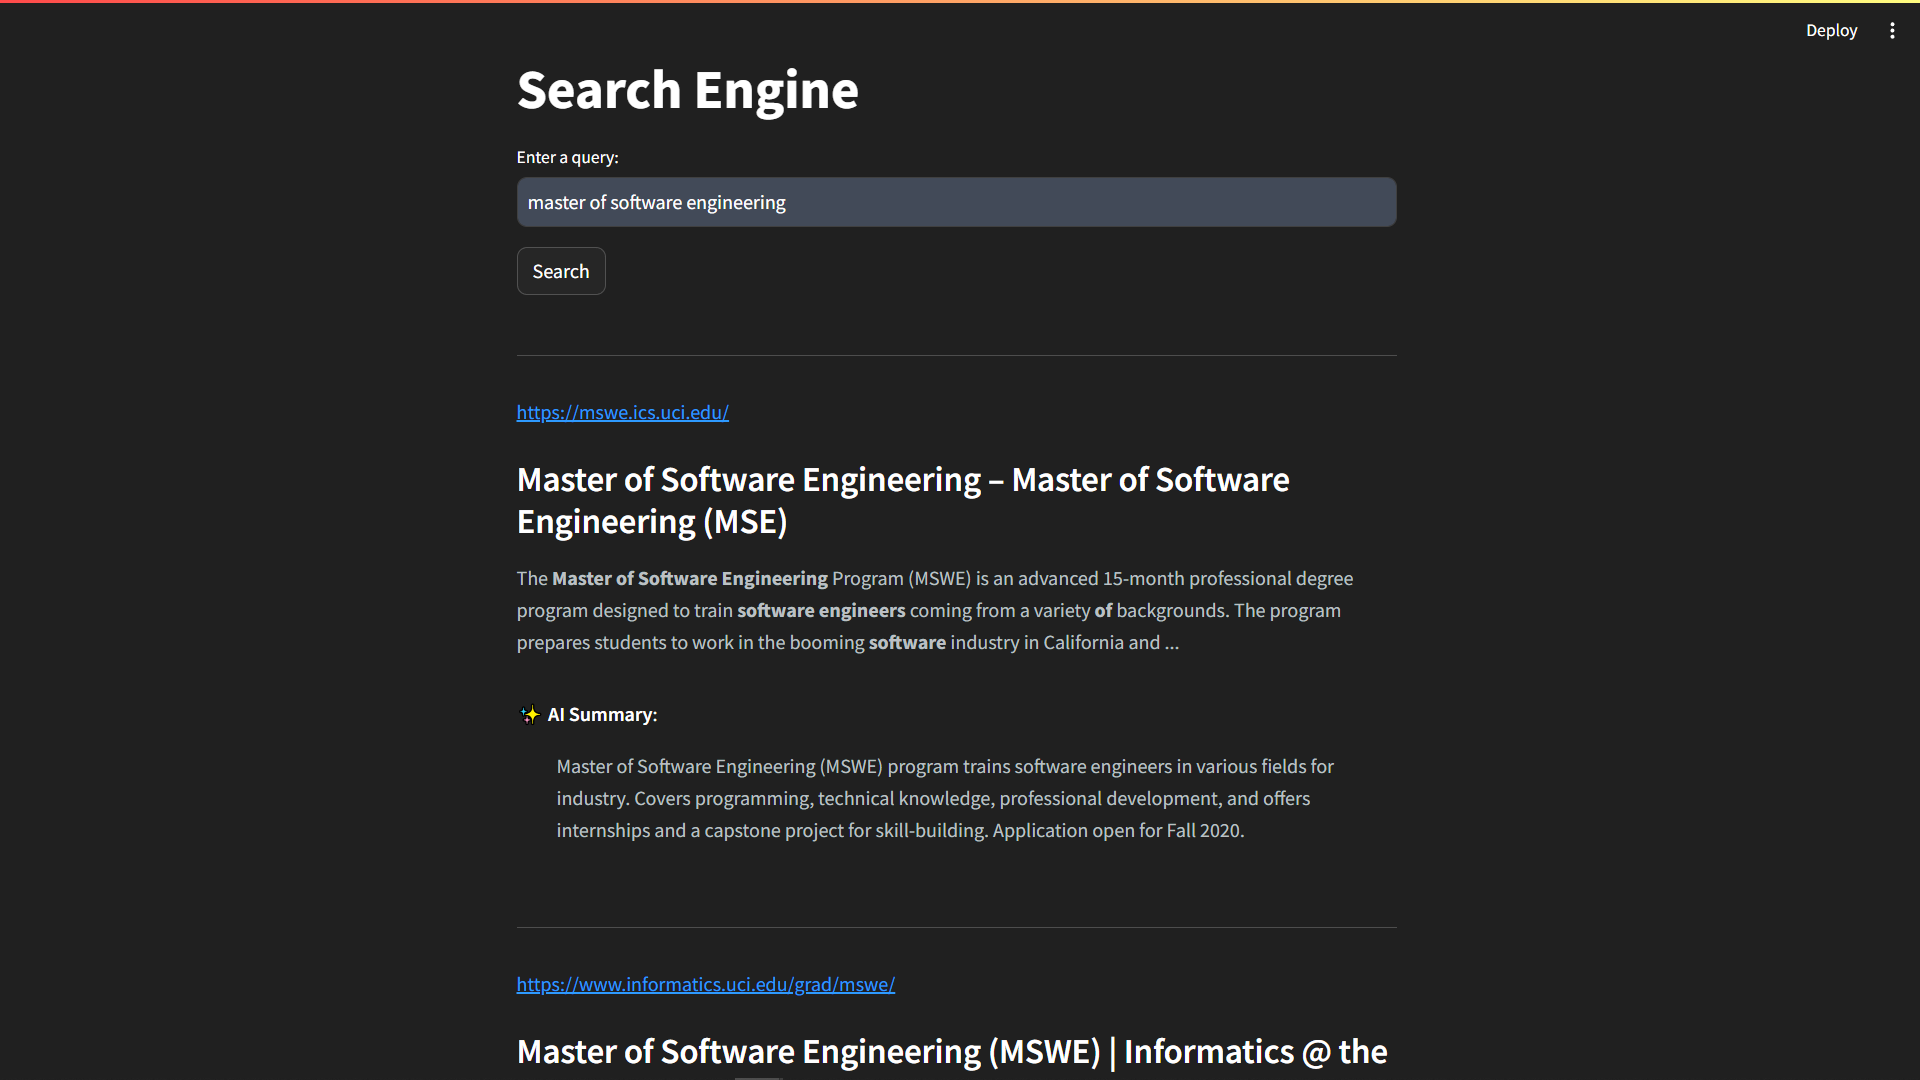 Deploy
Search Engine
Enter a query:
master of software engineering
Search
https://mswe.ics.uci.edu/
Master of Software Engineering – Master of Software
Engineering (MSE)
The Master of Software Engineering Program (MSWE) is an advanced 15-month professional degree
program designed to train software engineers coming from a variety of backgrounds. The program
prepares students to work in the booming software industry in California and ...
✨ AI Summary:
Master of Software Engineering (MSWE) program trains software engineers in various fields for
industry. Covers programming, technical knowledge, professional development, and offers
internships and a capstone project for skill-building. Application open for Fall 2020.
https://www.informatics.uci.edu/grad/mswe/
Master of Software Engineering (MSWE) | Informatics @ the